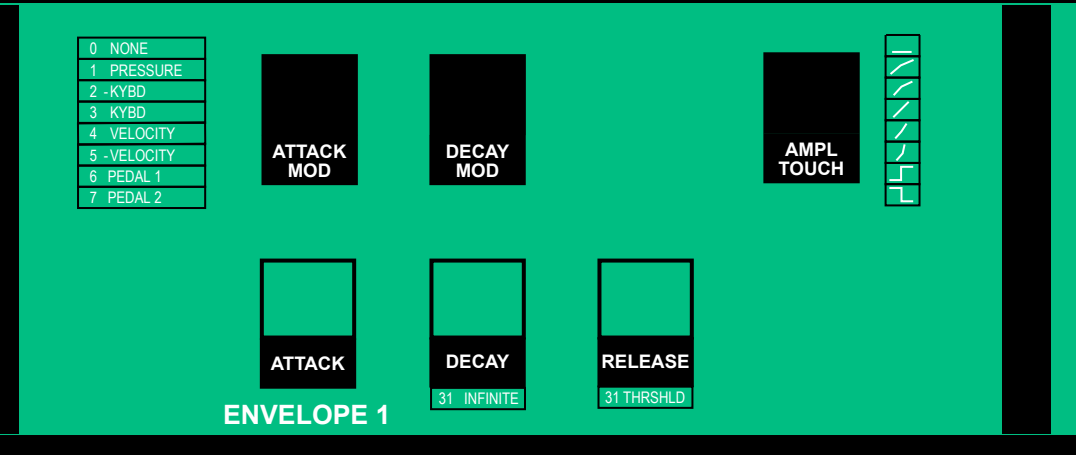 0 NONE
1 PRESSURE
2 -KYBD
3 KYBD
4 VELOCITY
5 -VELOCITY
6 PEDAL 1
7 PEDAL 2
ATTACK
MOD
DECAY
MOD
AMPL
TOUCH
ATTACK
DECAY
RELEASE
31 INFINITE
31 THRSHLD
ENVELOPE 1